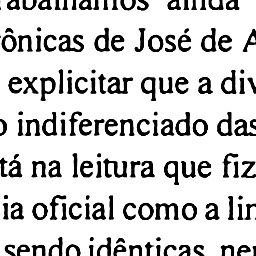 rabalhamos ainda
ônicas de José de A
explicitar que a div
o indiferenciado das
tá na leitura que fiz
ia oficial como a lin
sendo idênticas, ne